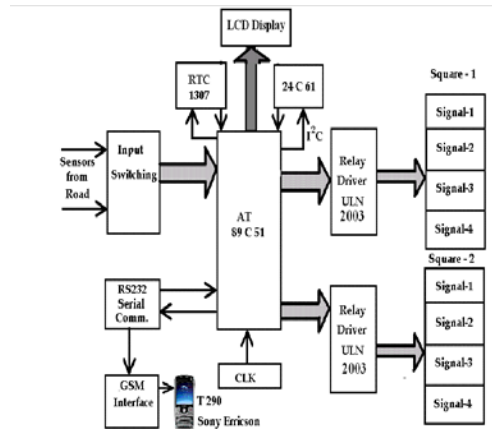 LCD Display
RTC
1307
24 C 61
I²C
Square - 1
Sensors
from
Road
Input
Switching
AT
89 C 51
Relay
Driver
ULN
2003
Signal-1
Signal-2
Signal-3
Signal-4
Square - 2
RS232
Serial
Comm.
Relay
Driver
ULN
2003
Signal-1
Signal-2
Signal-3
Signal-4
GSM
Interface
CLK
T 290
Sony Erricson